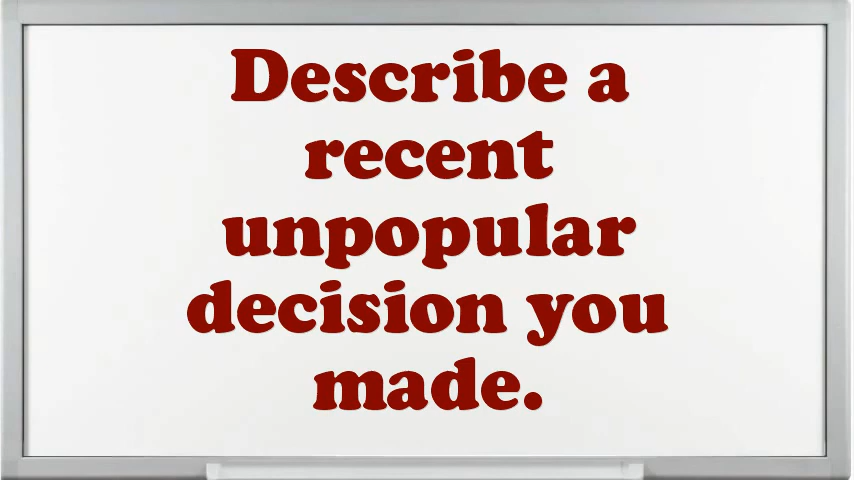 Describe a
recent
unpopular
decision you
made.